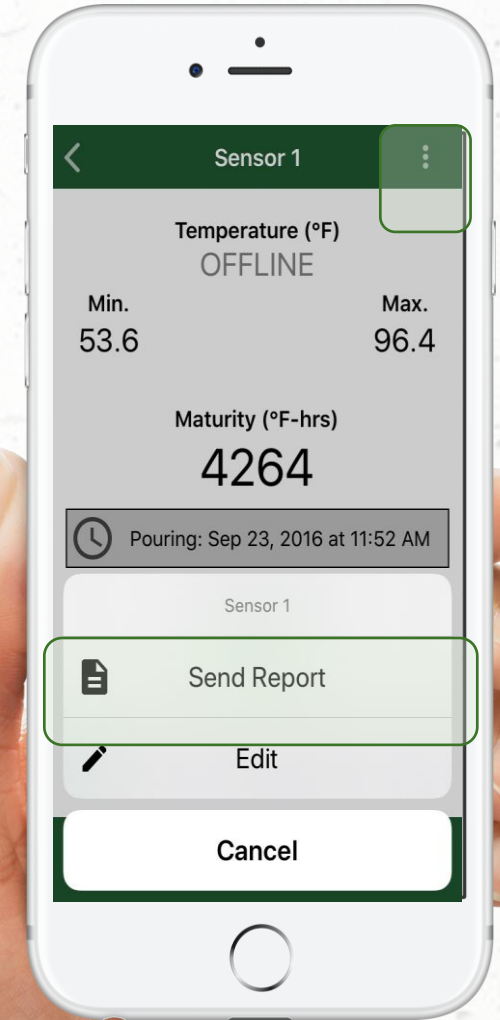 Sensor 1
Temperature (°F)
OFFLINE
Min. Max.
53.6 96.4
Maturity (°F-hrs)
4264
Pouring: Sep 23, 2016 at 11:52 AM
Sensor 1
Send Report
Edit
Cancel